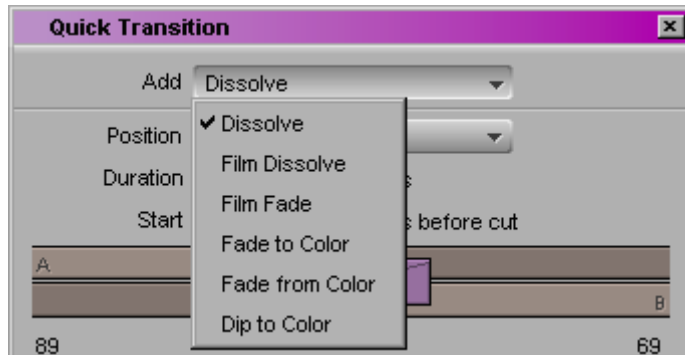 Quick Transition
Add Dissolve
Dissolve
Position
Film Dissolve
Duration
Film Fade
Start
before cut
Fade to Color
A
Fade from Color
B
Dip to Color
89 69